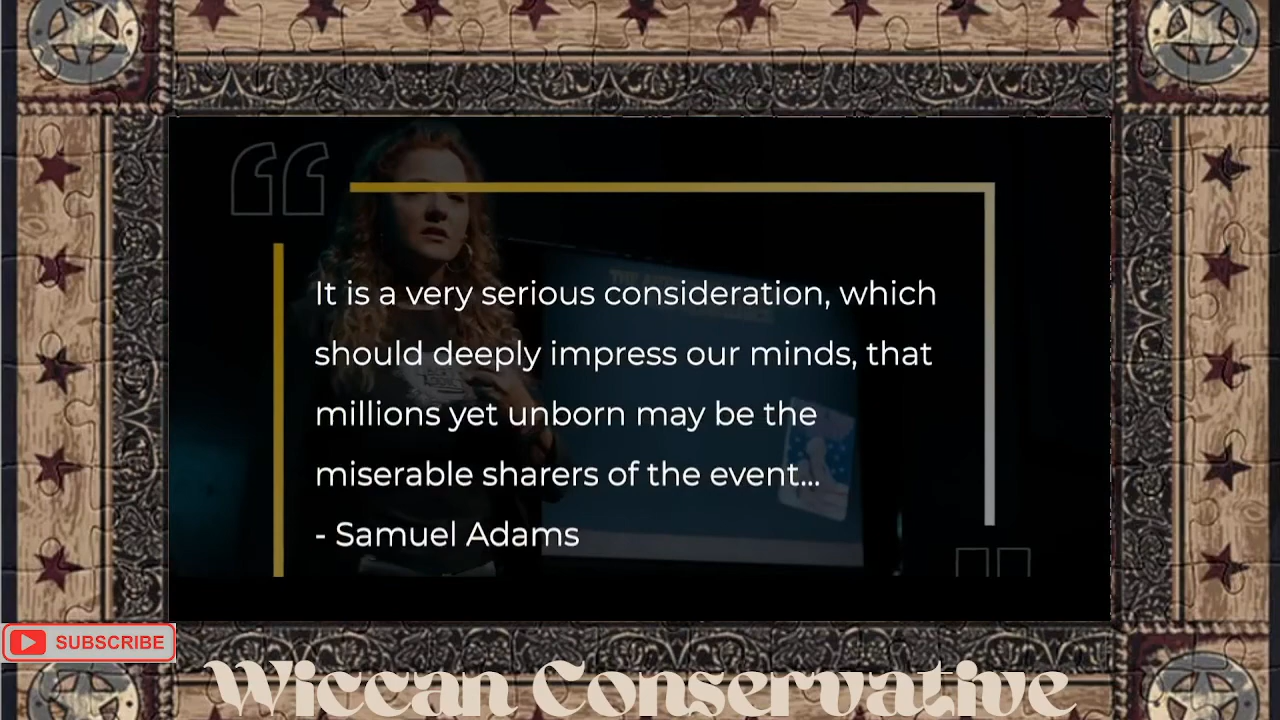 It is a very serious consideration, which
should deeply impress our minds, that
millions yet unborn may be the
miserable sharers of the event...
- Samuel Adams
SUBSCRIBE
Wiccan Conservative